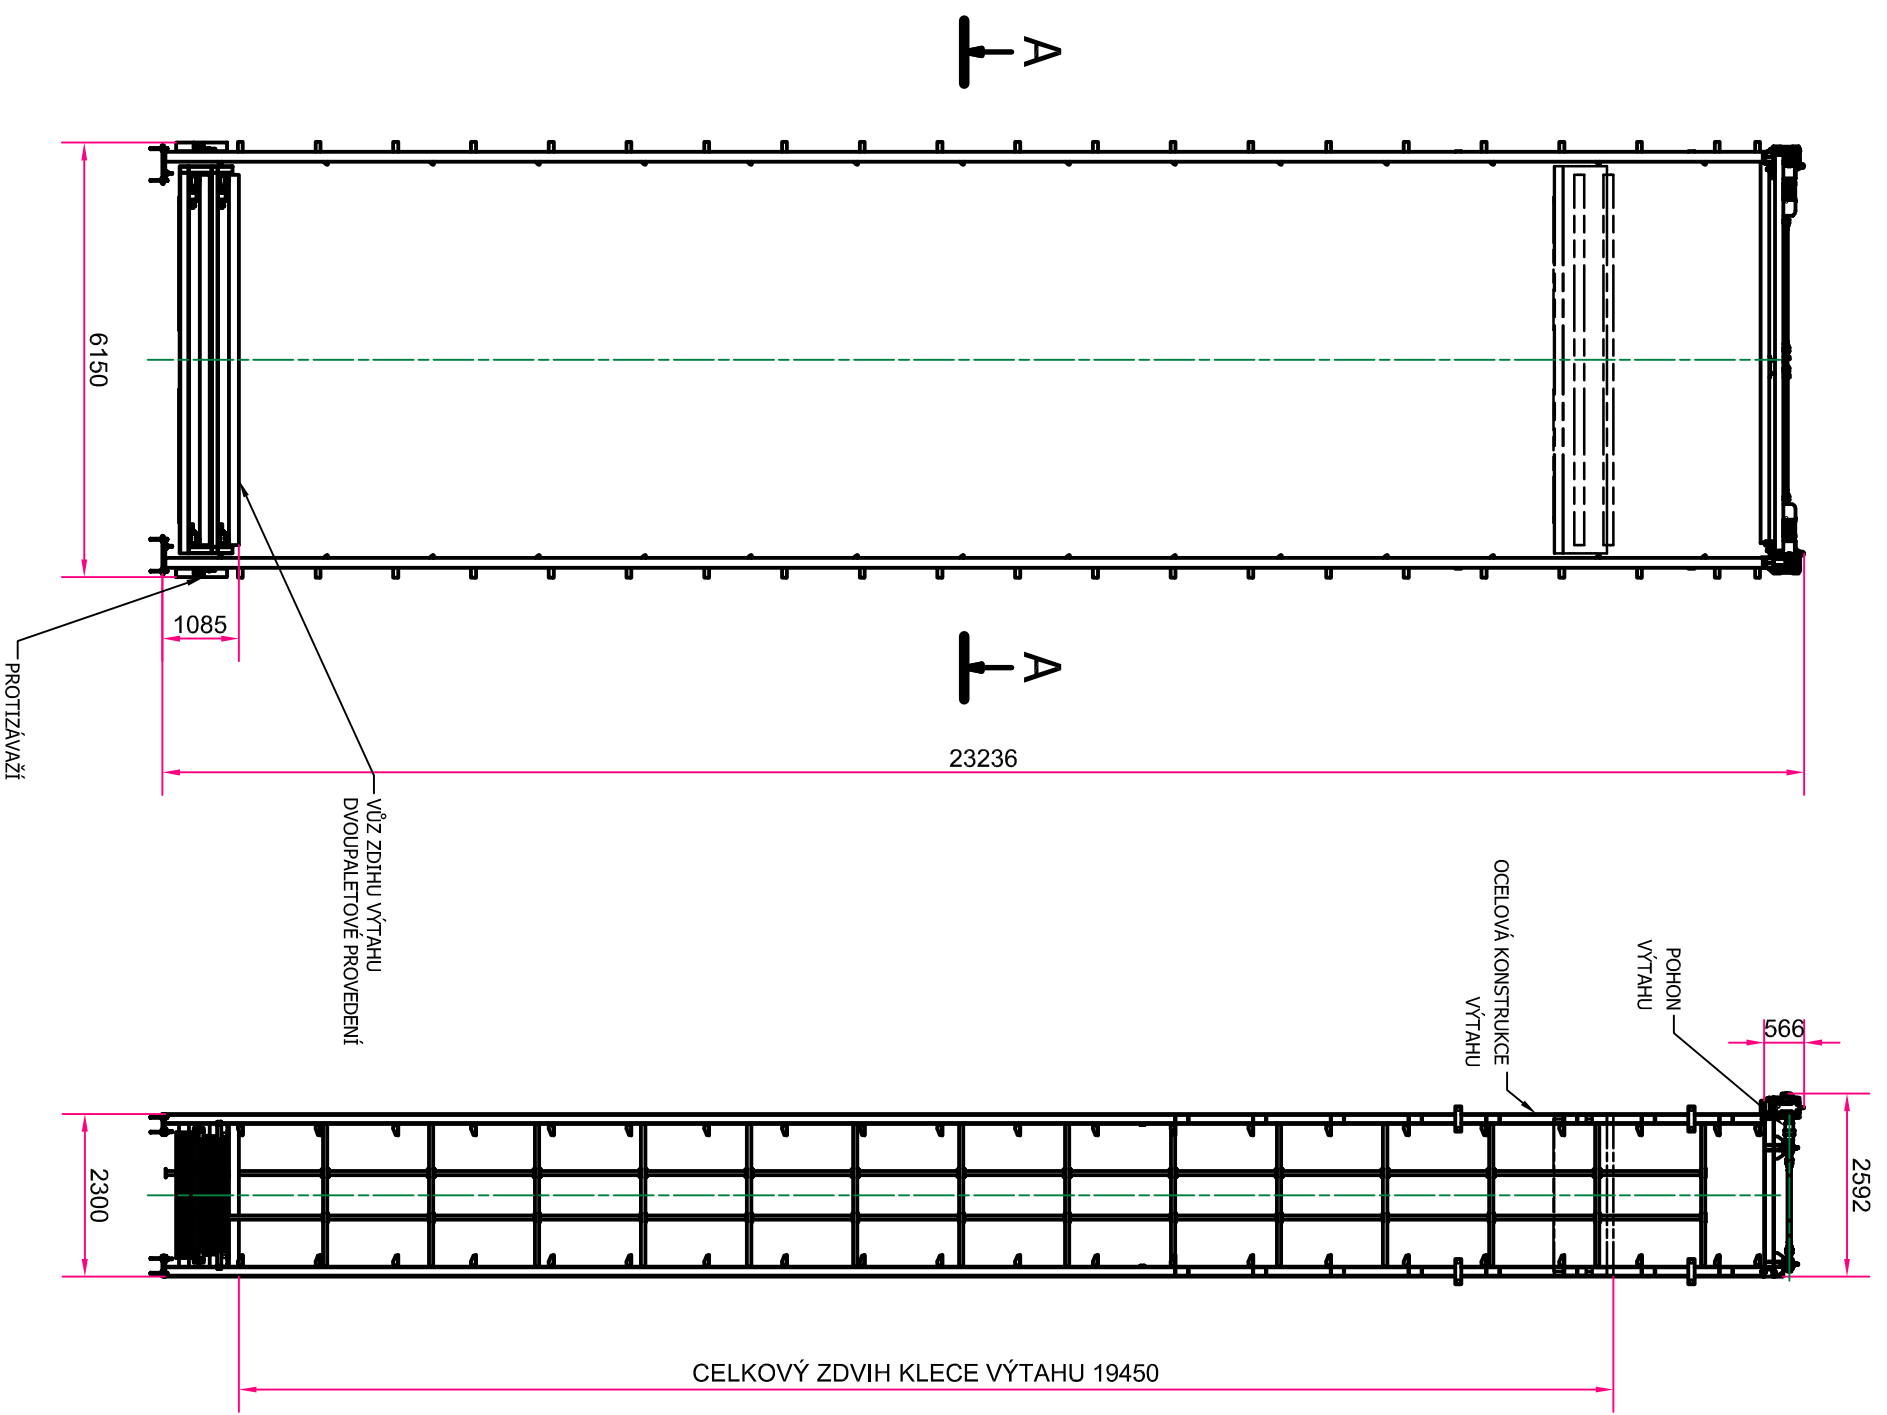 A
6150
1085
A
PROTIZÁVAŽÍ
23236
VŮZ ZDIHU VÝTAHU
DVOUPALETOVÉ PROVEDENÍ
OCELOVÁ KONSTRUKCE
VÝTAHU
POHON
VÝTAHU
566
2300
2592
CELKOVÝ ZDVIH KLECE VÝTAHU 19450